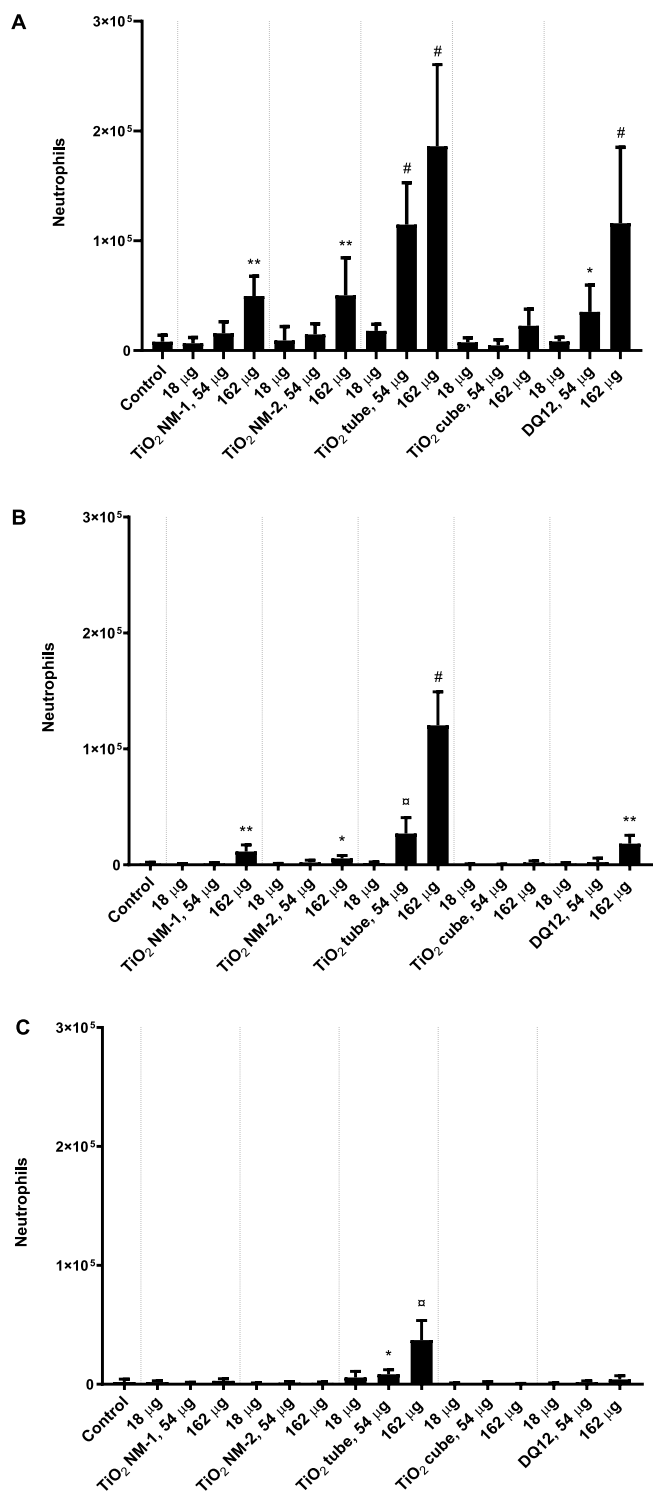 A
Neutrophils
3×10⁵
2×10⁵
1×10⁵
0
** ** # # * #
Control
18 μg
TiO₂ NM-1, 54 μg
162 μg
18 μg
TiO₂ NM-2, 54 μg
162 μg
18 μg
TiO₂ tube, 54 μg
162 μg
18 μg
TiO₂ cube, 54 μg
162 μg
18 μg
DQ12, 54 μg
162 μg
B
Neutrophils
3×10⁵
2×10⁵
1×10⁵
0
** * ¤ # **
Control
18 μg
TiO₂ NM-1, 54 μg
162 μg
18 μg
TiO₂ NM-2, 54 μg
162 μg
18 μg
TiO₂ tube, 54 μg
162 μg
18 μg
TiO₂ cube, 54 μg
162 μg
18 μg
DQ12, 54 μg
162 μg
C
Neutrophils
3×10⁵
2×10⁵
1×10⁵
0
* ¤
Control
18 μg
TiO₂ NM-1, 54 μg
162 μg
18 μg
TiO₂ NM-2, 54 μg
162 μg
18 μg
TiO₂ tube, 54 μg
162 μg
18 μg
TiO₂ cube, 54 μg
162 μg
18 μg
DQ12, 54 μg
162 μg